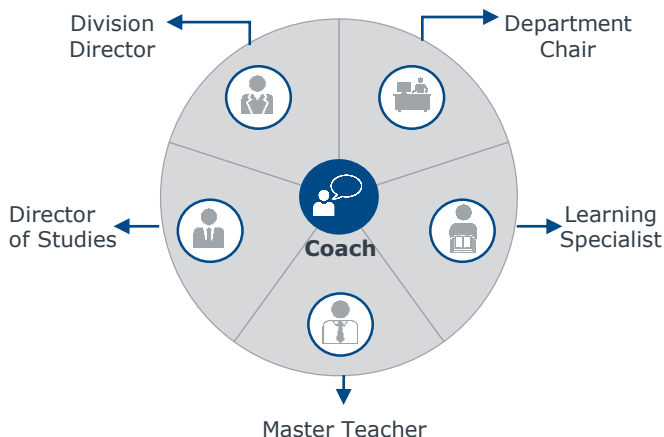 Division
Director
Department
Chair
Director
of Studies
Coach
Learning
Specialist
Master Teacher